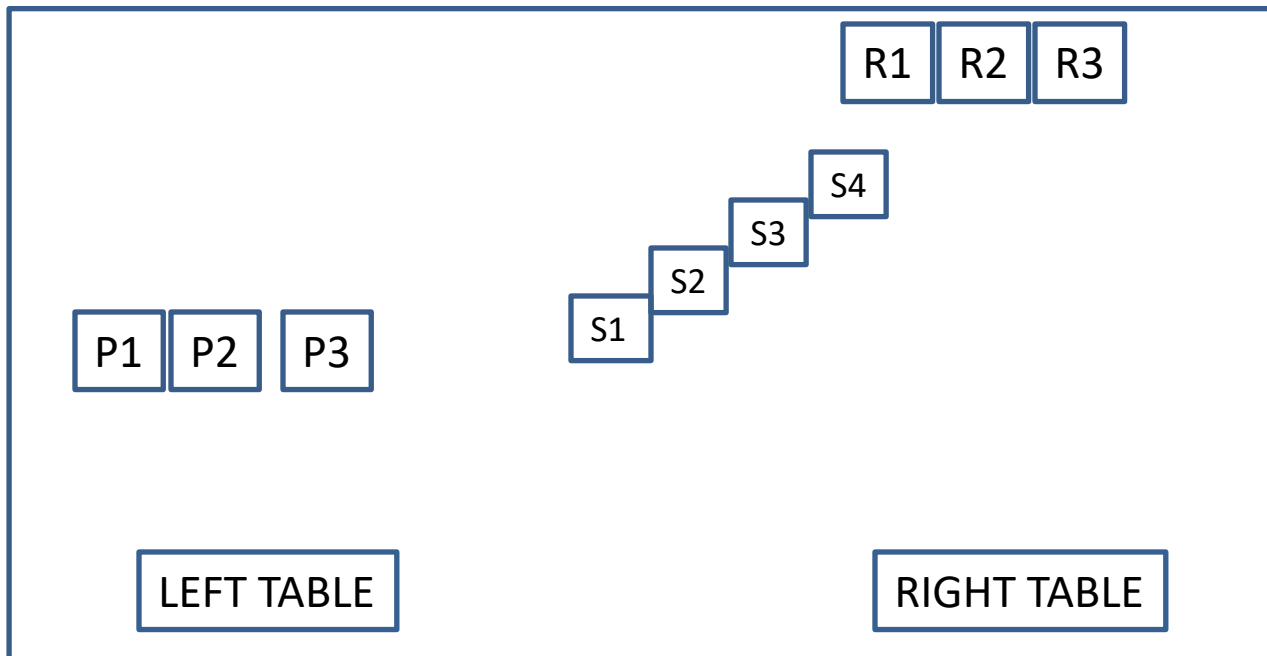 R1 R2 R3
S4
S3
S2
S1
P1 P2 P3
LEFT TABLE
RIGHT TABLE